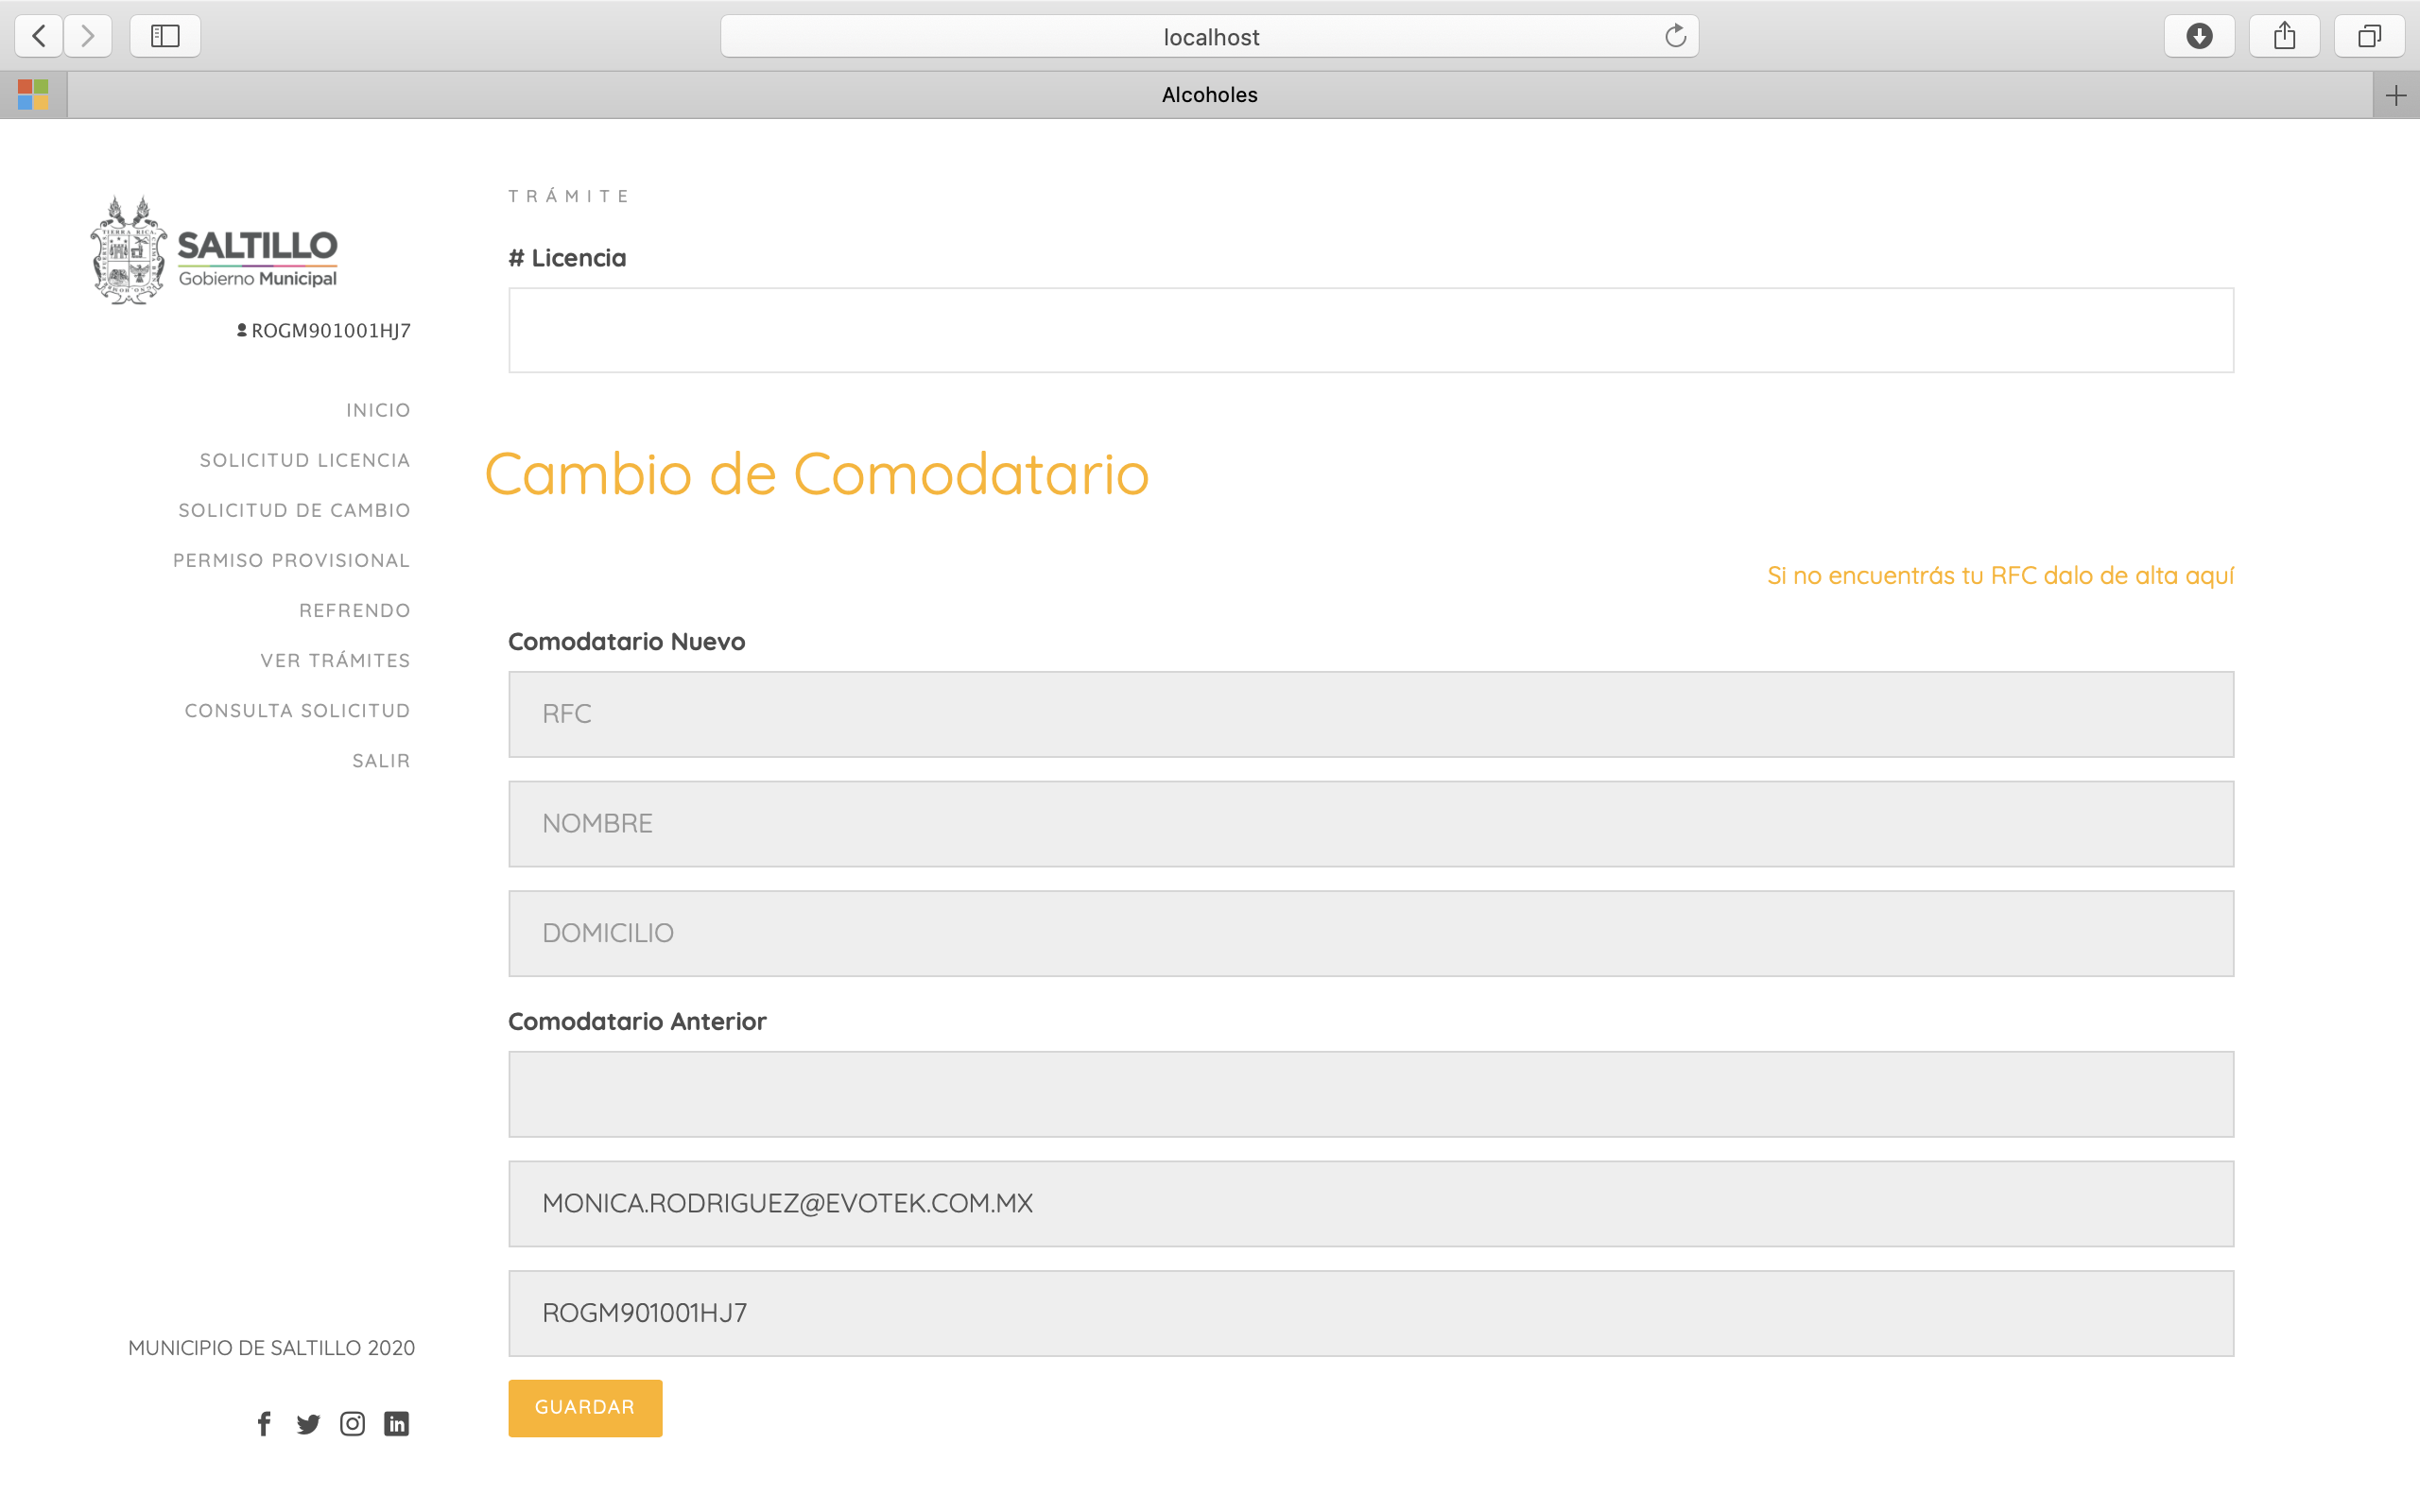 localhost
Alcoholes
SALTILLO
Gobierno Municipal
ROGM901001HJ7
INICIO
SOLICITUD LICENCIA
SOLICITUD DE CAMBIO
PERMISO PROVISIONAL
REFRENDO
VER TRÁMITES
CONSULTA SOLICITUD
SALIR
MUNICIPIO DE SALTILLO 2020
TRÁMITE
# Licencia
Cambio de Comodatario
Si no encuentrás tu RFC dalo de alta aquí
Comodatario Nuevo
RFC
NOMBRE
DOMICILIO
Comodatario Anterior
MONICA.RODRIGUEZ@EVOTEK.COM.MX
ROGM901001HJ7
GUARDAR